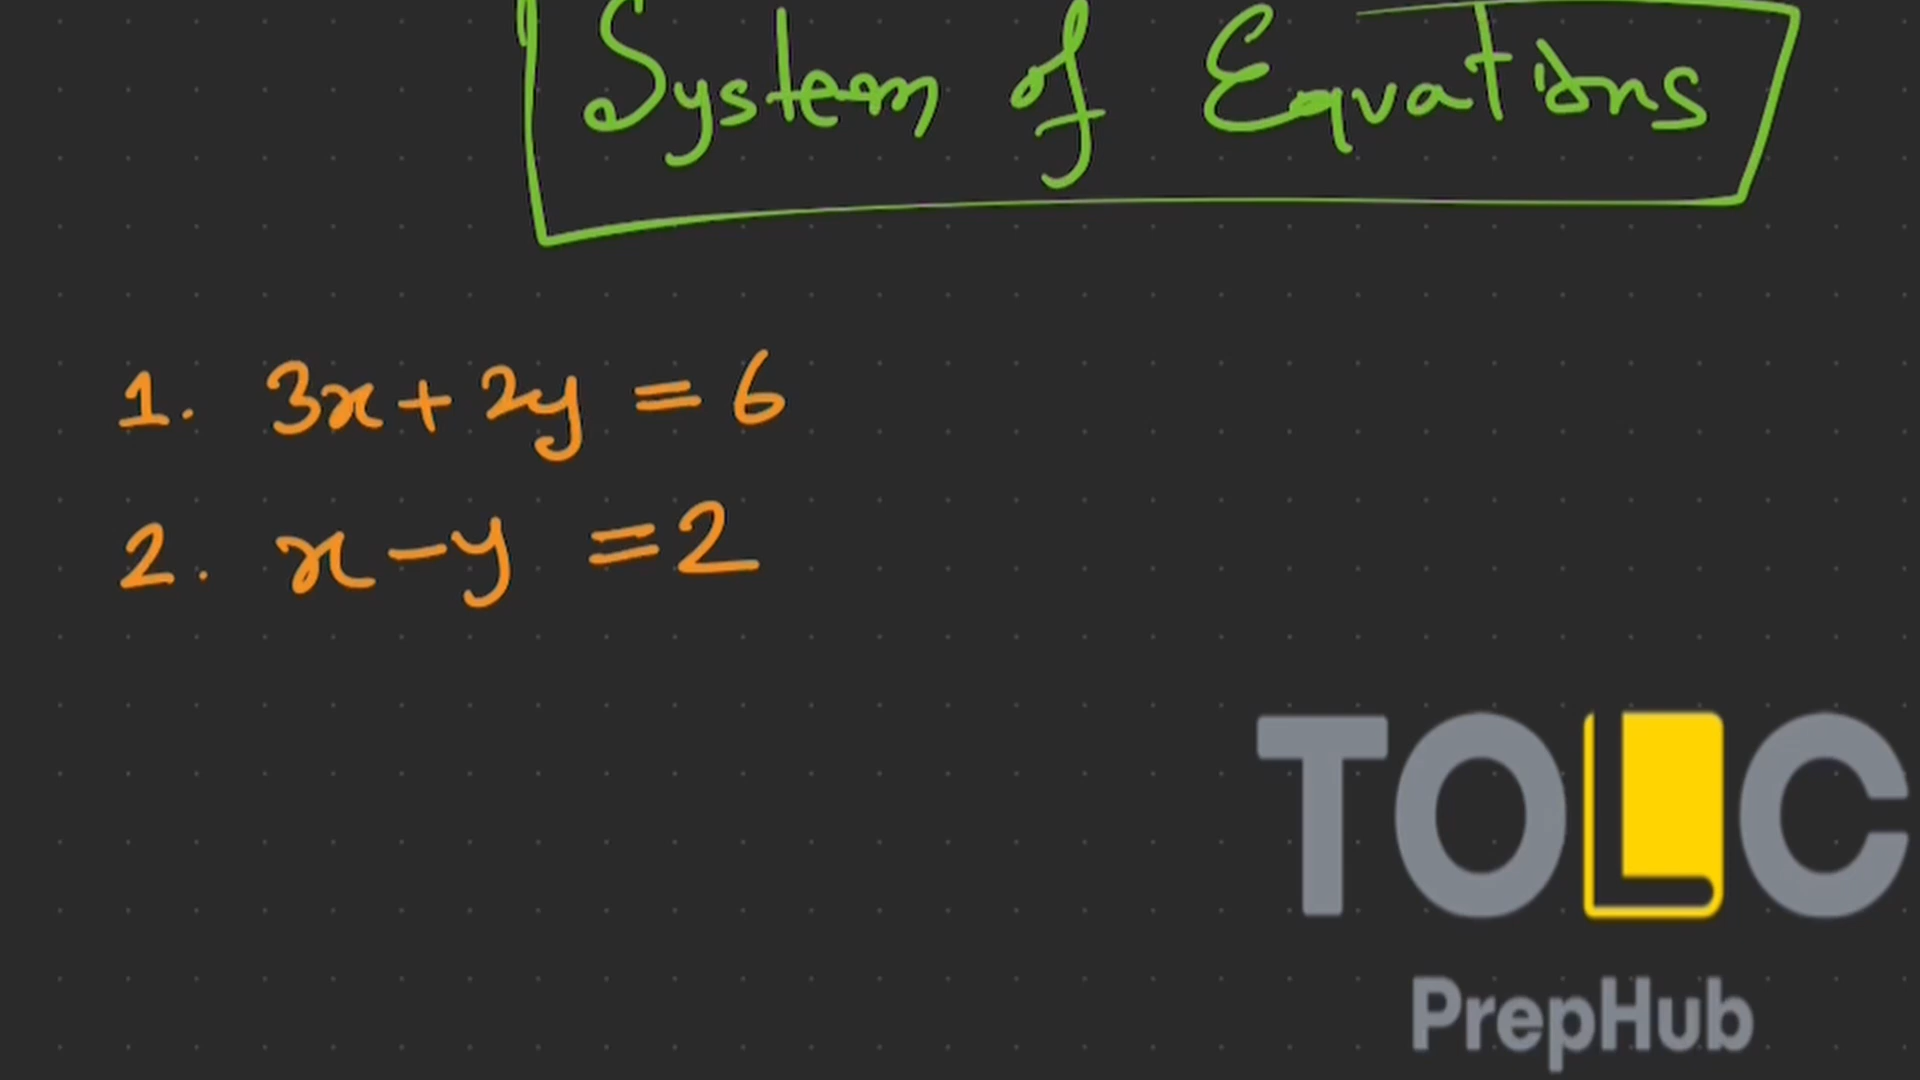 System of Equations
1. 3x + 2y = 6
2. x - y = 2
TOLC
PrepHub